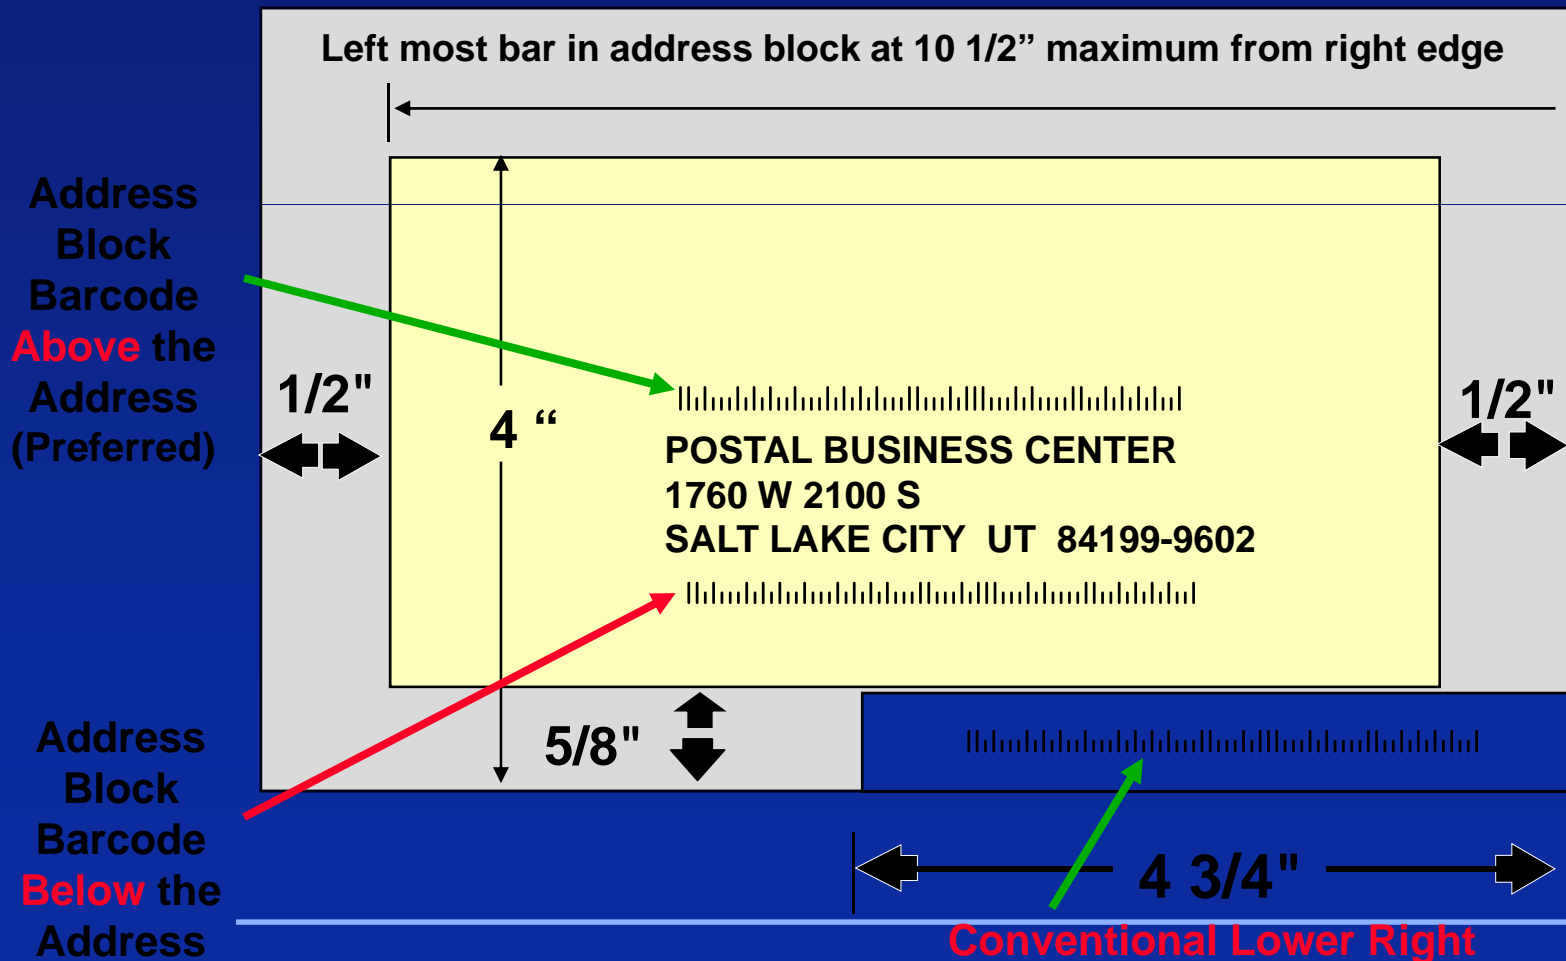 Left most bar in address block at 10 1/2” maximum from right edge
Address
Block
Barcode
Above the
Address
(Preferred)
1/2"
4 “
1/2"
POSTAL BUSINESS CENTER
1760 W 2100 S
SALT LAKE CITY UT 84199-9602
5/8"
Address
Block
Barcode
Below the
Address
4 3/4"
Conventional Lower Right